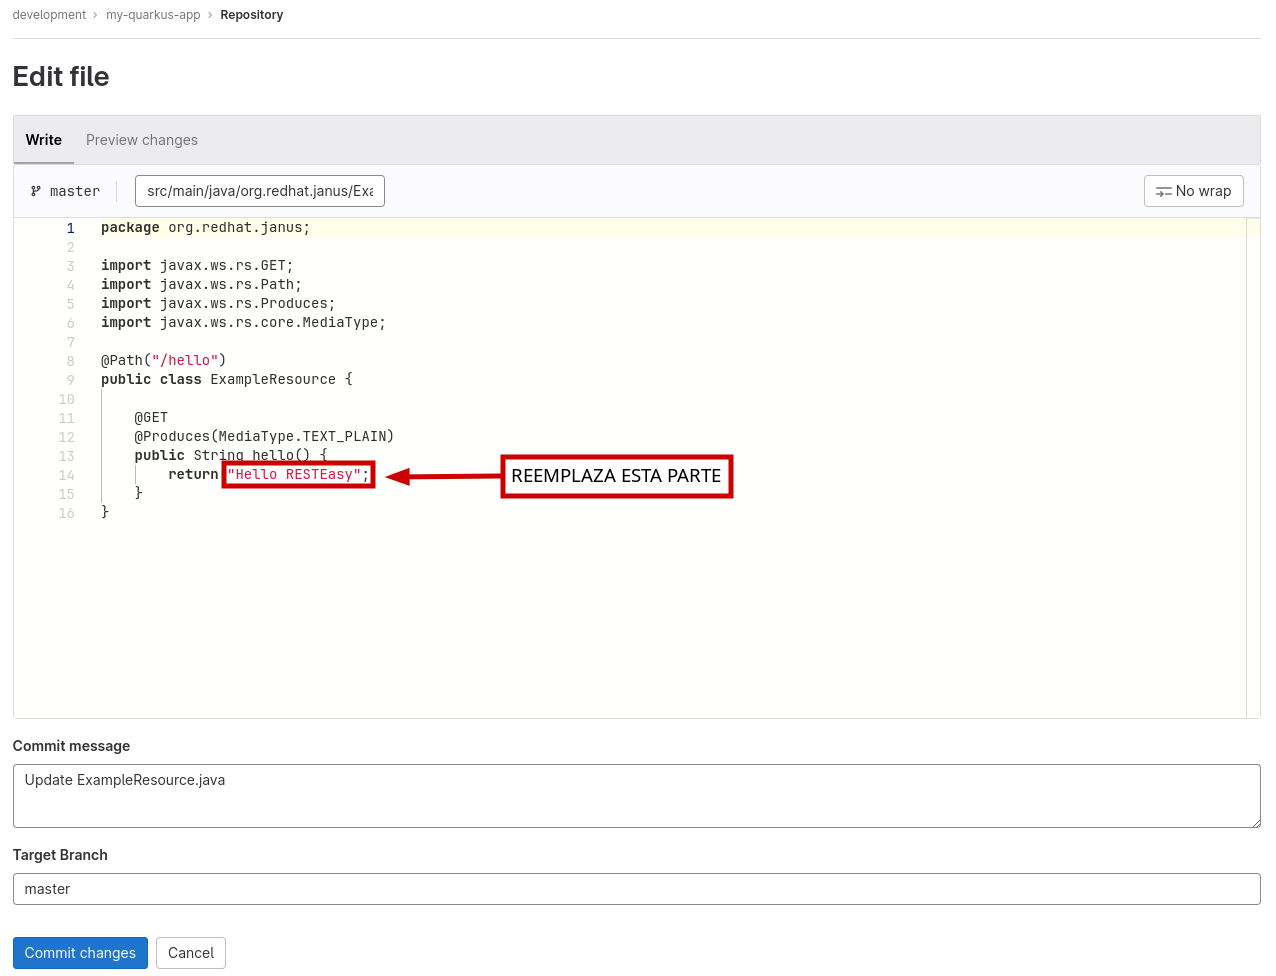 development > my-quarkus-app > Repository
Edit file
Write Preview changes
master src/main/java/org.redhat.janus/Exa No wrap
1 package org.redhat.janus;
2
3 import javax.ws.rs.GET;
4 import javax.ws.rs.Path;
5 import javax.ws.rs.Produces;
6 import javax.ws.rs.core.MediaType;
7
8 @Path("/hello")
9 public class ExampleResource {
10
11 @GET
12 @Produces(MediaType.TEXT_PLAIN)
13 public String hello() {
14 return "Hello RESTEasy"; REEMPLAZA ESTA PARTE
15 }
16 }
Commit message
Update ExampleResource.java
Target Branch
master
Commit changes Cancel